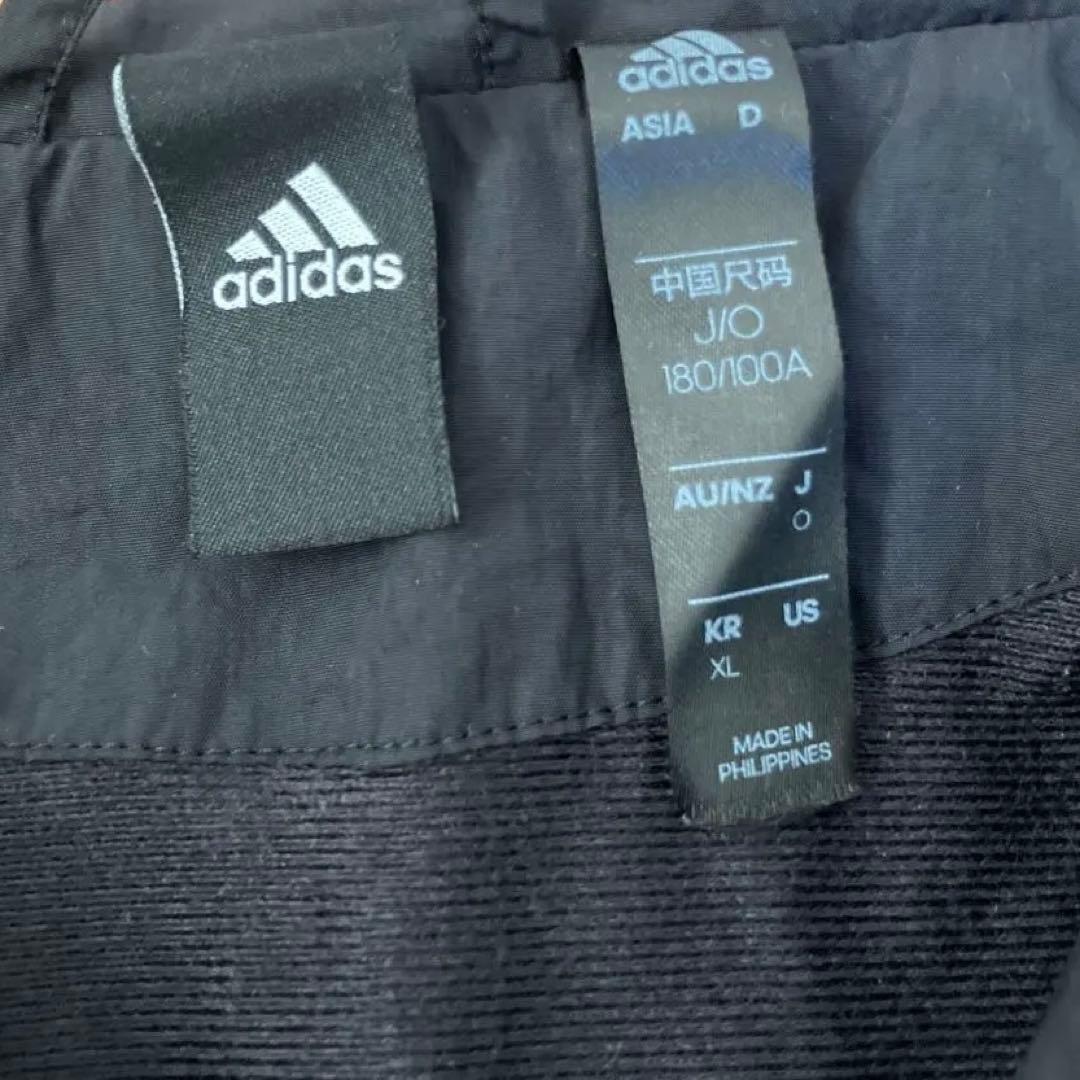 adidas
adidas
ASIA D
中国尺码
J/O
180/100A
AU/NZ J
O
KR US
XL
MADE IN
PHILIPPINES